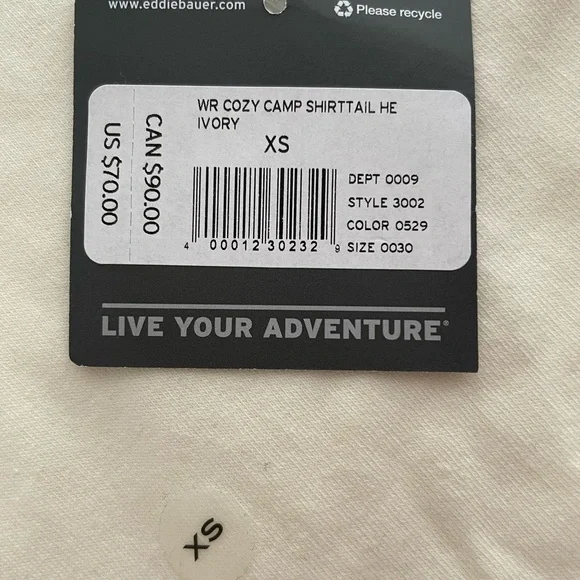 www.eddiebauer.com
Please recycle
WR COZY CAMP SHIRTTAIL HE
IVORY
XS
CAN $90.00
US $70.00
DEPT 0009
STYLE 3002
COLOR 0529
SIZE 0030
4 00012 30232 9
LIVE YOUR ADVENTURE®
XS